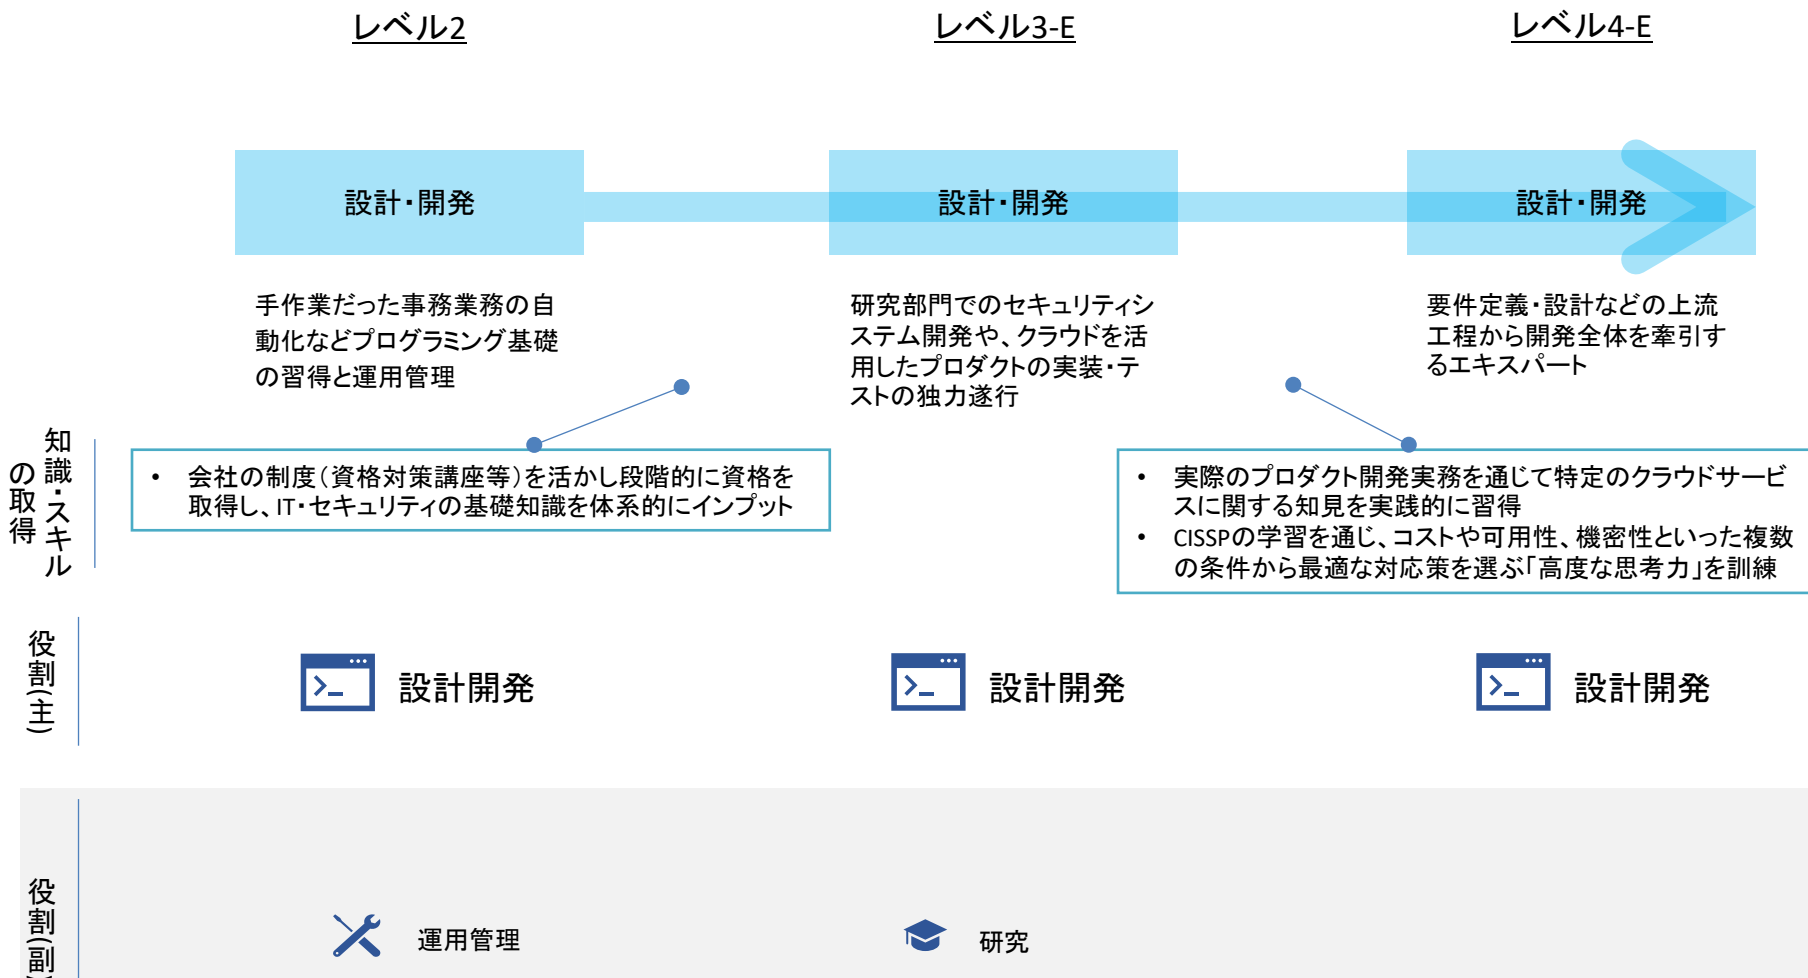 レベル2
レベル3-E
レベル4-E
設計・開発
設計・開発
設計・開発
手作業だった事務業務の自
動化などプログラミング基礎
の習得と運用管理
研究部門でのセキュリティシ
ステム開発や、クラウドを活
用したプロダクトの実装・テ
ストの独力遂行
要件定義・設計などの上流
工程から開発全体を牽引す
るエキスパート
知識・スキル
の取得
• 会社の制度（資格対策講座等）を活かし段階的に資格を
取得し、IT・セキュリティの基礎知識を体系的にインプット
• 実際のプロダクト開発実務を通じて特定のクラウドサービ
スに関する知見を実践的に習得
• CISSPの学習を通じ、コストや可用性、機密性といった複数
の条件から最適な対応策を選ぶ「高度な思考力」を訓練
役割(主)
設計開発
設計開発
設計開発
役割(副)
運用管理
研究